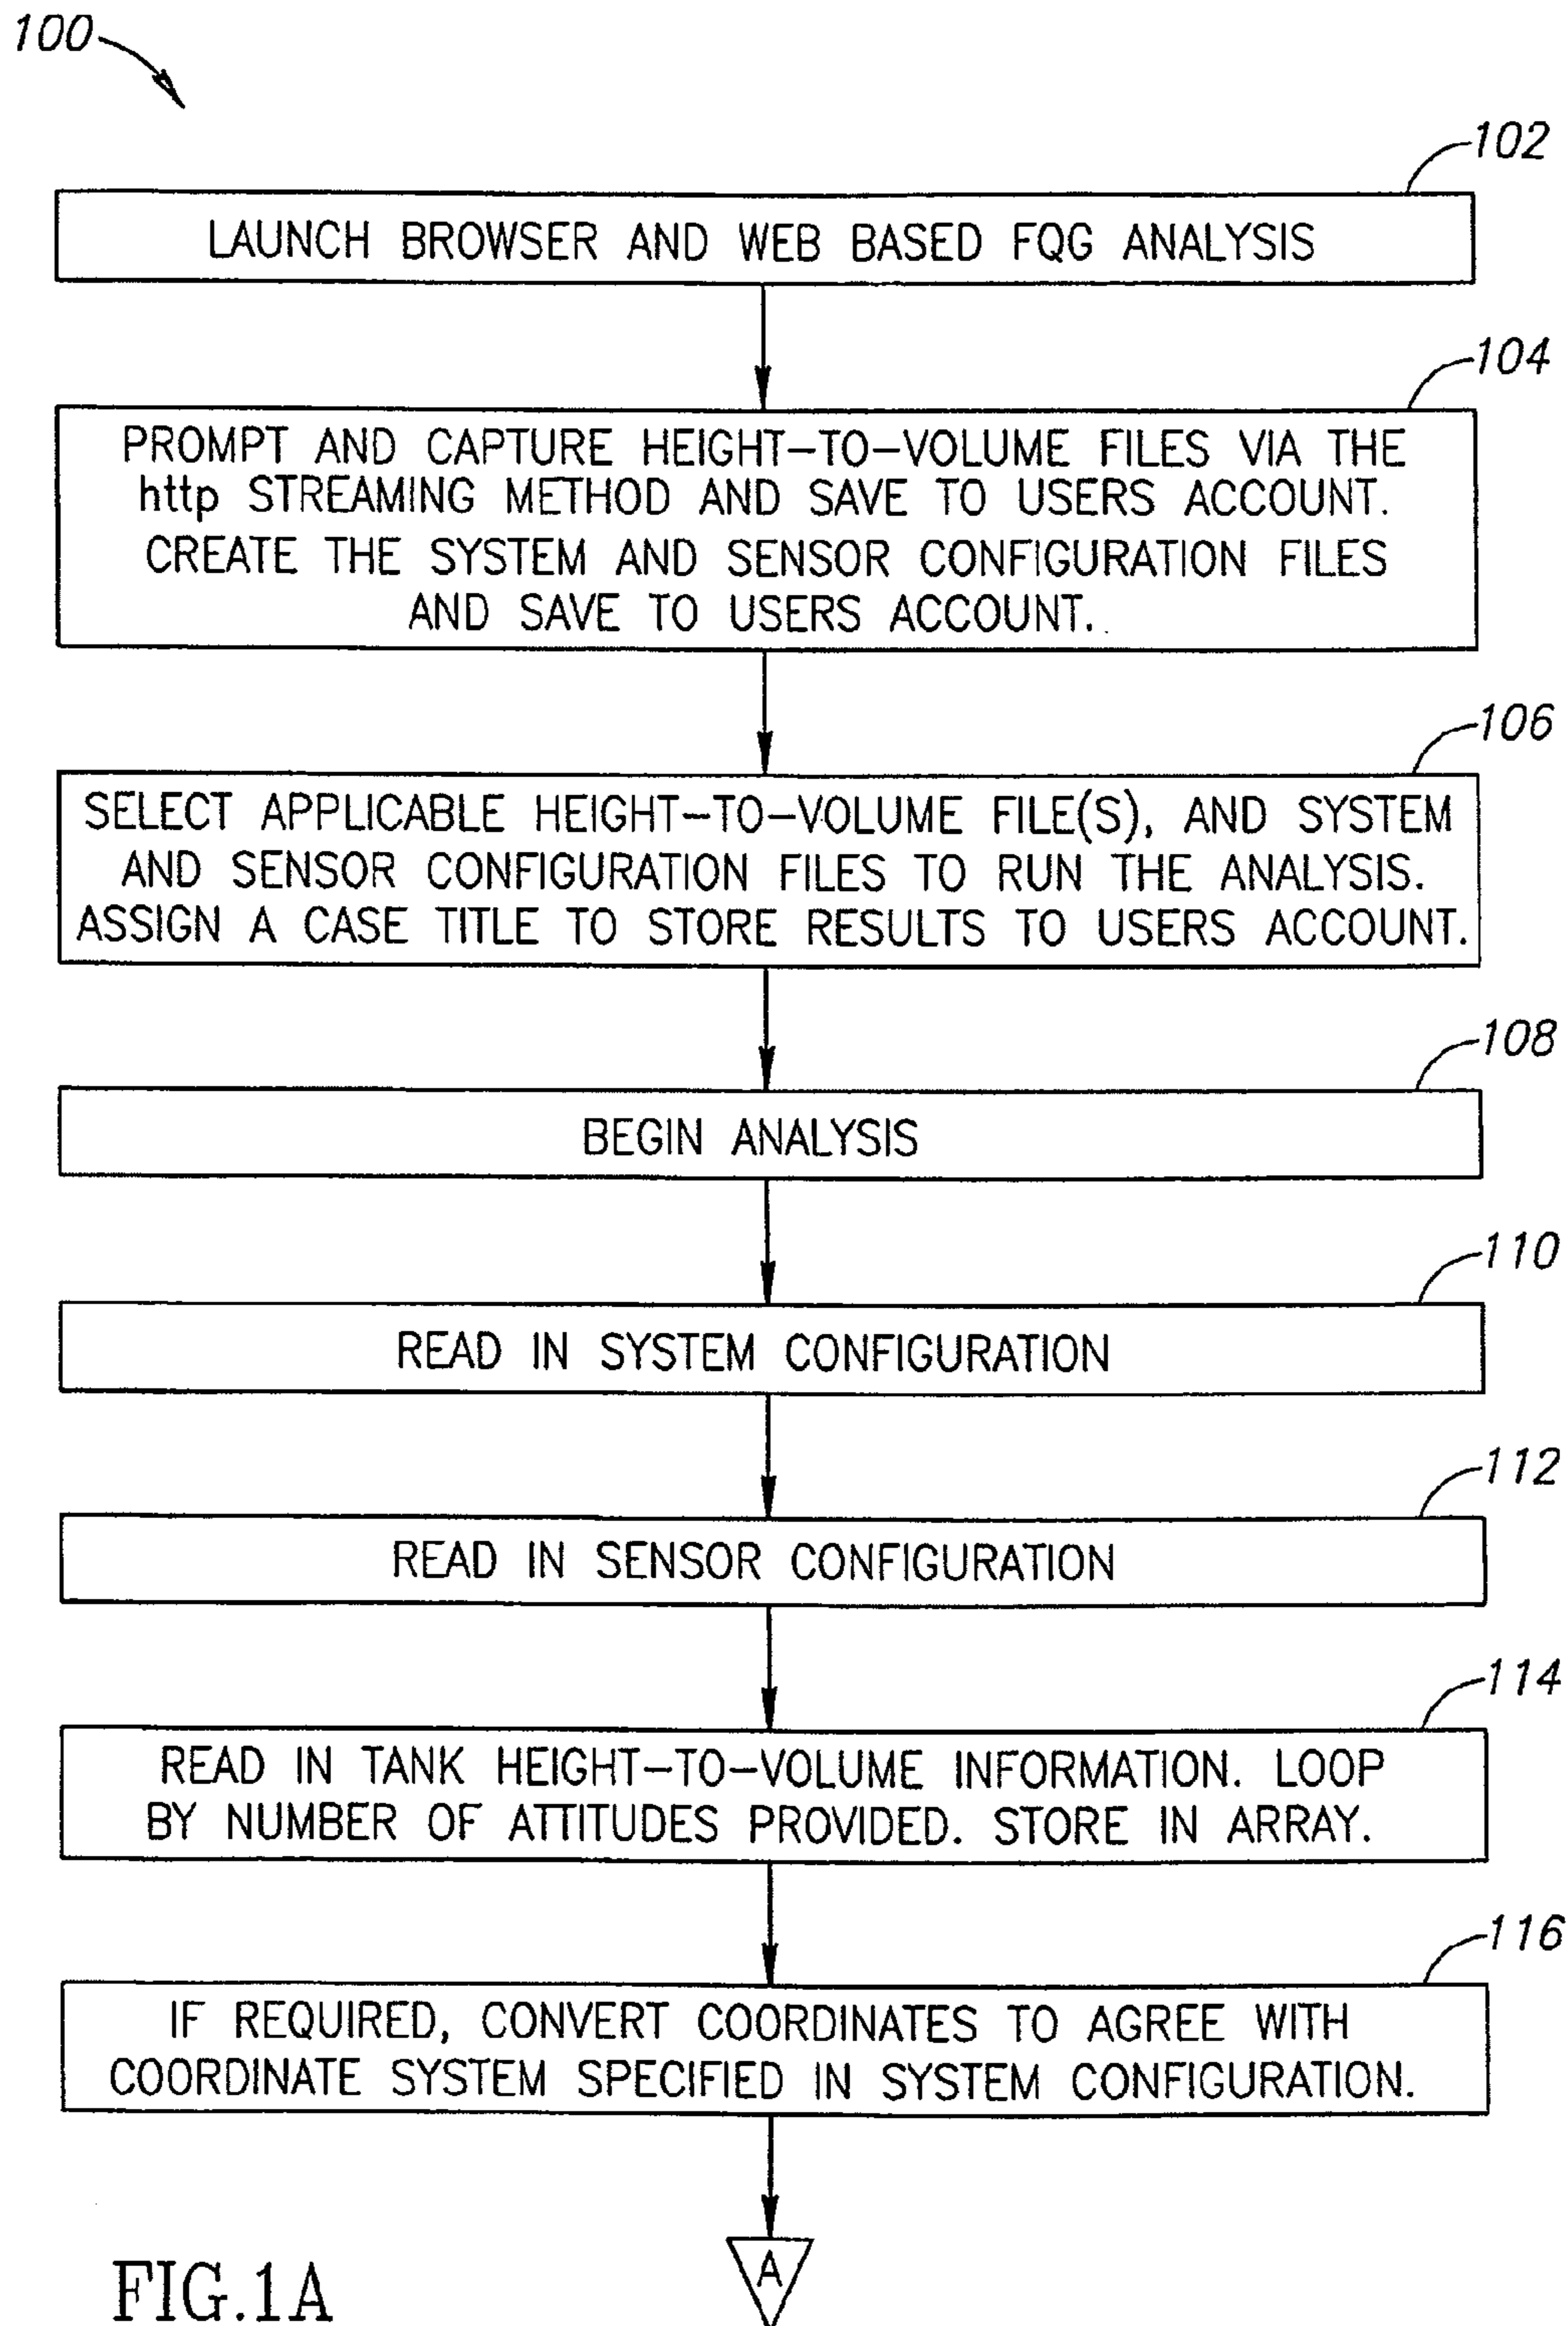 100
102
LAUNCH BROWSER AND WEB BASED FQG ANALYSIS
104
PROMPT AND CAPTURE HEIGHT-TO-VOLUME FILES VIA THE
http STREAMING METHOD AND SAVE TO USERS ACCOUNT.
CREATE THE SYSTEM AND SENSOR CONFIGURATION FILES
AND SAVE TO USERS ACCOUNT.
106
SELECT APPLICABLE HEIGHT-TO-VOLUME FILE(S), AND SYSTEM
AND SENSOR CONFIGURATION FILES TO RUN THE ANALYSIS.
ASSIGN A CASE TITLE TO STORE RESULTS TO USERS ACCOUNT.
108
BEGIN ANALYSIS
110
READ IN SYSTEM CONFIGURATION
112
READ IN SENSOR CONFIGURATION
114
READ IN TANK HEIGHT-TO-VOLUME INFORMATION. LOOP
BY NUMBER OF ATTITUDES PROVIDED. STORE IN ARRAY.
116
IF REQUIRED, CONVERT COORDINATES TO AGREE WITH
COORDINATE SYSTEM SPECIFIED IN SYSTEM CONFIGURATION.
A
FIG.1A